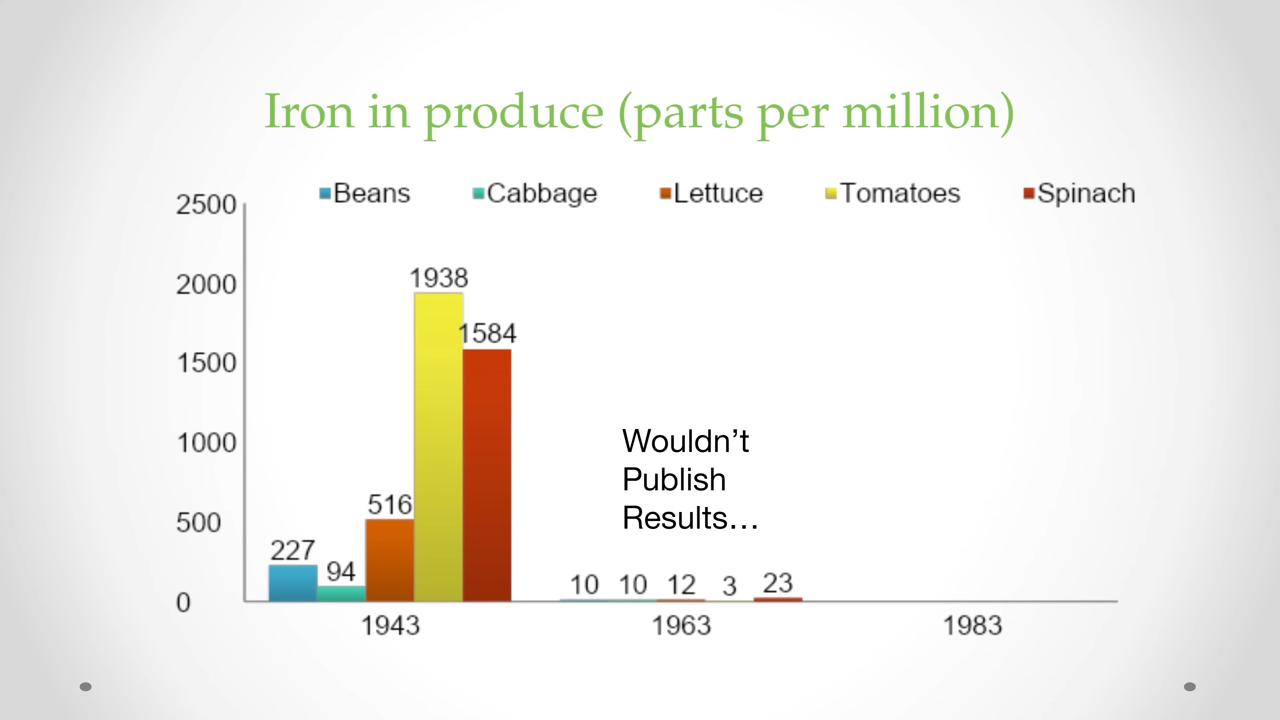 Iron in produce (parts per million)
Beans Cabbage Lettuce Tomatoes Spinach
2500
2000
1500
1000
500
0
1938
1584
516
227
94
10 10 12 3 23
Wouldn’t
Publish
Results…
1943 1963 1983